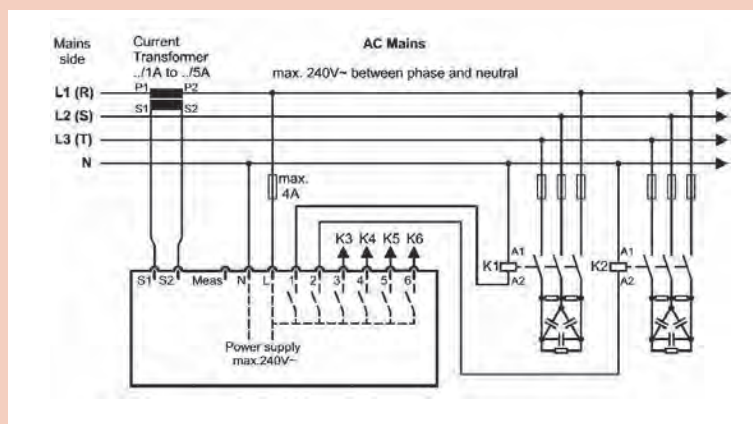 Mains side
Current Transformer ../1A to ../5A
AC Mains
max. 240V~ between phase and neutral
P1 P2
L1 (R)
S1 S2
L2 (S)
L3 (T)
N
max. 4A
K3 K4 K5 K6
K1 A1 A2
K2 A1 A2
S1 S2 Meas N L 1 2 3 4 5 6
Power supply
max.240V~